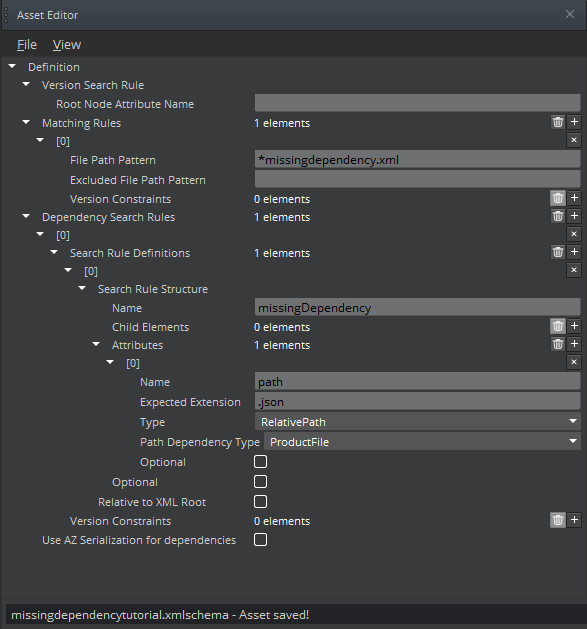 Asset Editor
File View
Definition
Version Search Rule
Root Node Attribute Name
Matching Rules 1 elements
[0]
File Path Pattern *missingdependency.xml
Excluded File Path Pattern
Version Constraints 0 elements
Dependency Search Rules 1 elements
[0]
Search Rule Definitions 1 elements
[0]
Search Rule Structure
Name missingDependency
Child Elements 0 elements
Attributes 1 elements
[0]
Name path
Expected Extension .json
Type RelativePath
Path Dependency Type ProductFile
Optional
Optional
Relative to XML Root
Version Constraints 0 elements
Use AZ Serialization for dependencies
missingdependencytutorial.xmlschema - Asset saved!